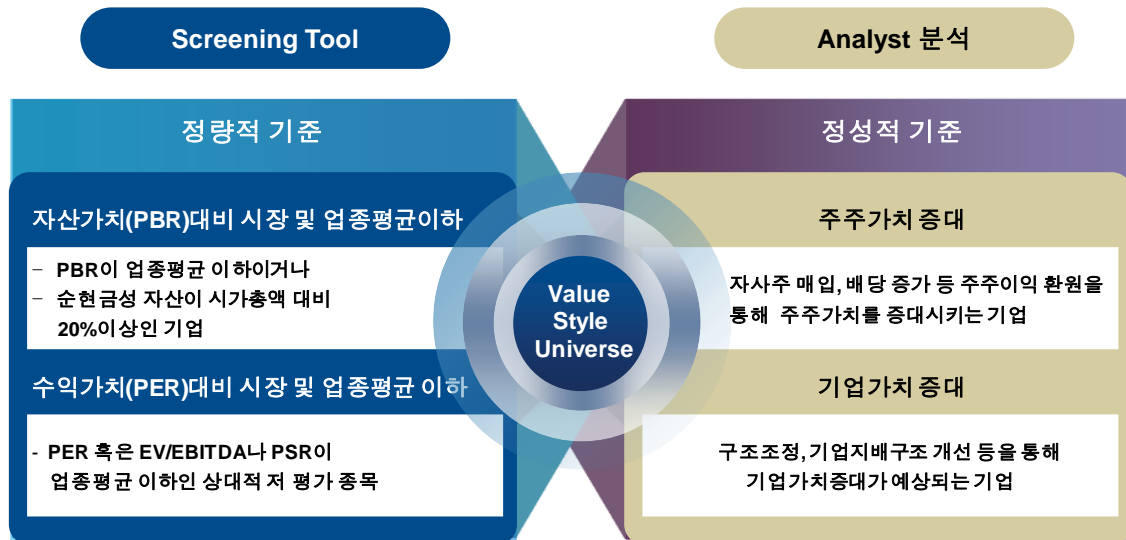 Screening Tool
Analyst 분석
정량적 기준
정성적 기준
자산가치(PBR)대비 시장 및 업종평균이하
– PBR이 업종평균 이하이거나
– 순현금성 자산이 시가총액 대비
20%이상인 기업
수익가치(PER)대비 시장 및 업종평균 이하
- PER 혹은 EV/EBITDA나 PSR이
업종평균 이하인 상대적 저 평가 종목
Value
Style
Universe
주주가치 증대
자사주 매입, 배당 증가 등 주주이익 환원을
통해 주주가치를 증대시키는 기업
기업가치 증대
구조조정, 기업지배구조 개선 등을 통해
기업가치증대가 예상되는 기업